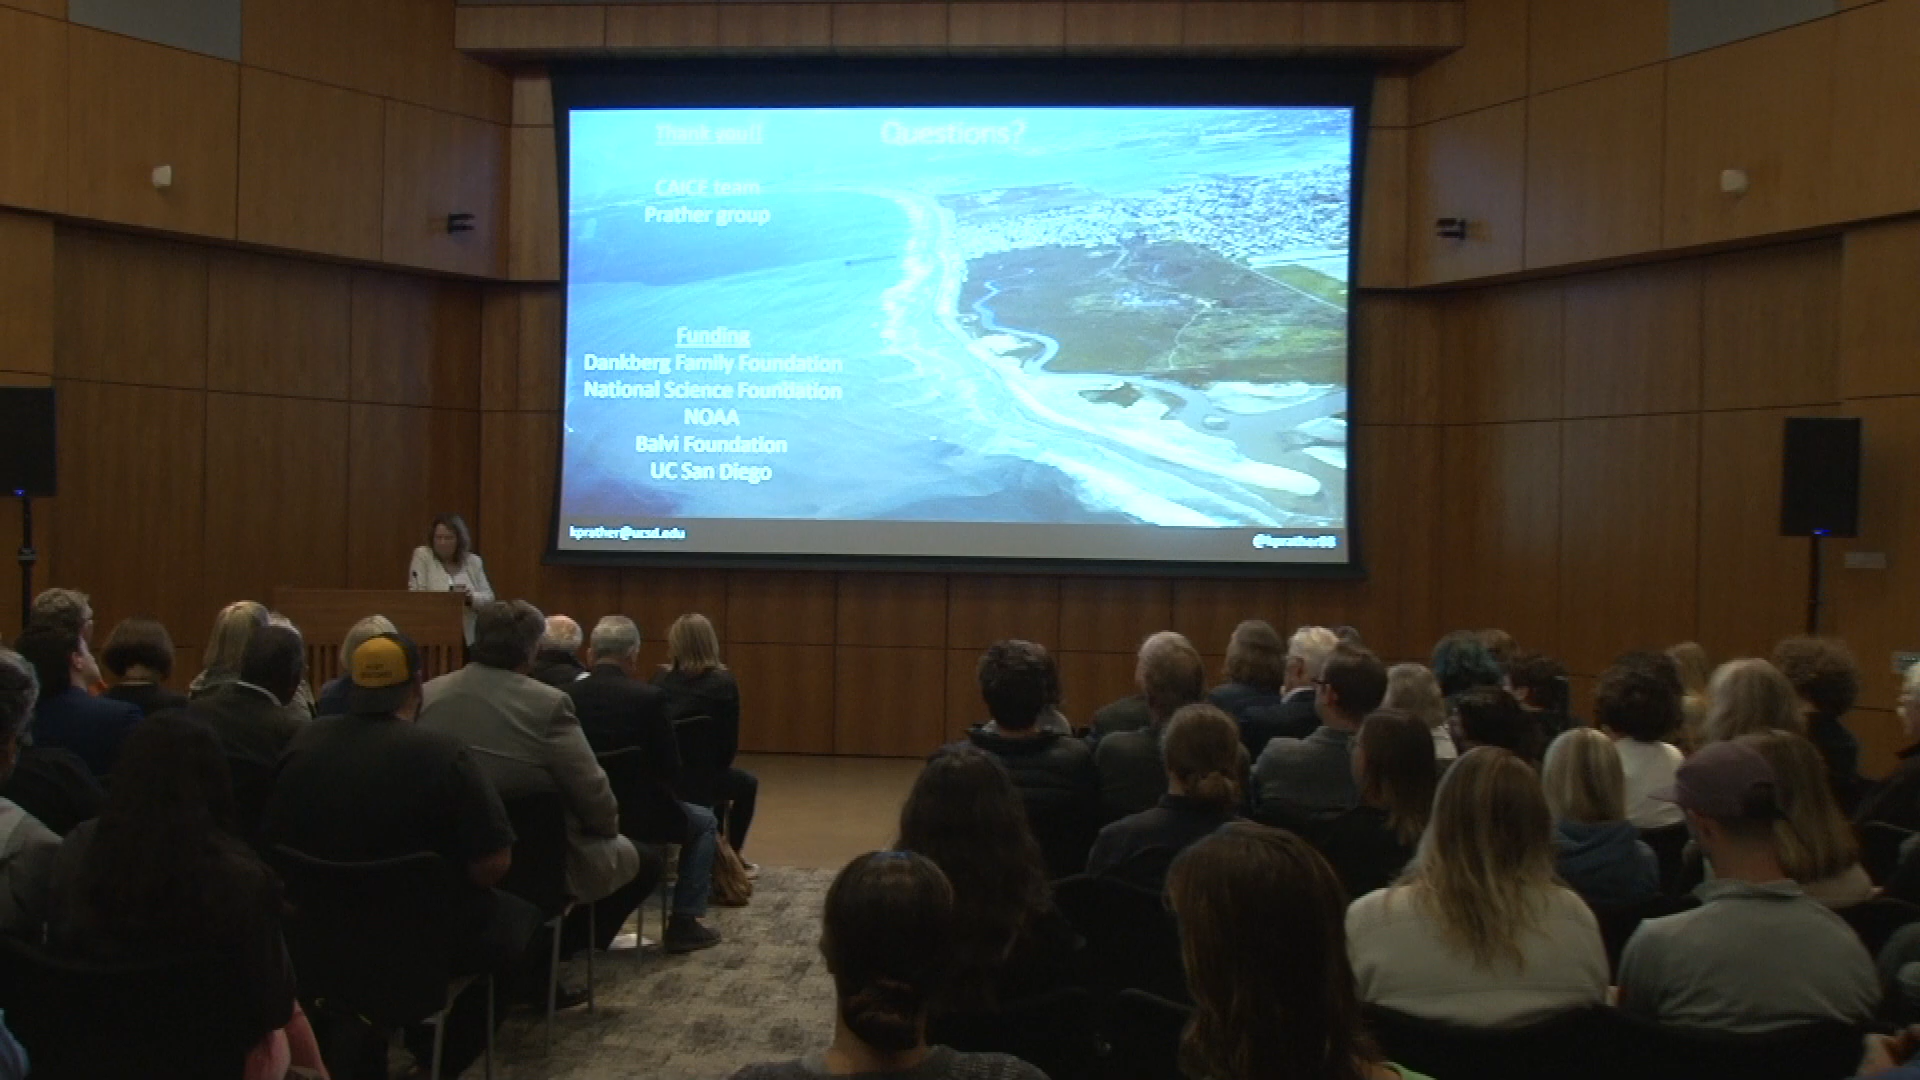 Thank you!!
Questions?
CAICE team
Prather group
Funding
Dankberg Family Foundation
National Science Foundation
NOAA
Balvi Foundation
UC San Diego
kprather@ucsd.edu
@kprather88